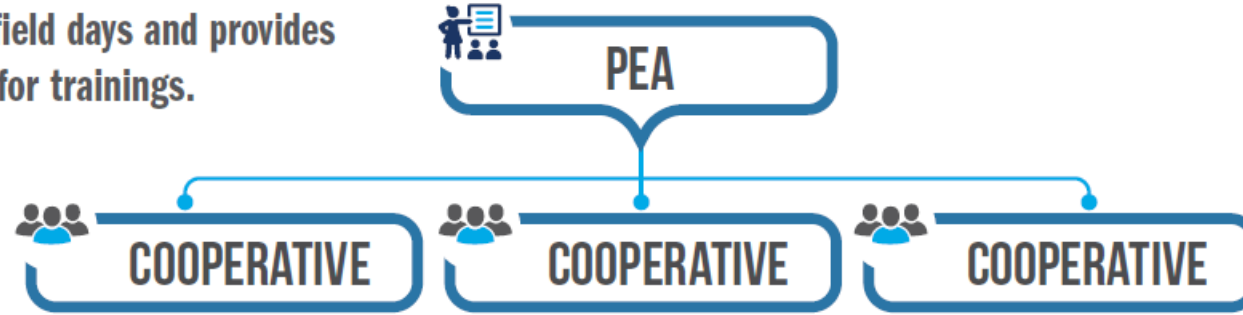 field days and provides
for trainings.
PEA
COOPERATIVE COOPERATIVE COOPERATIVE